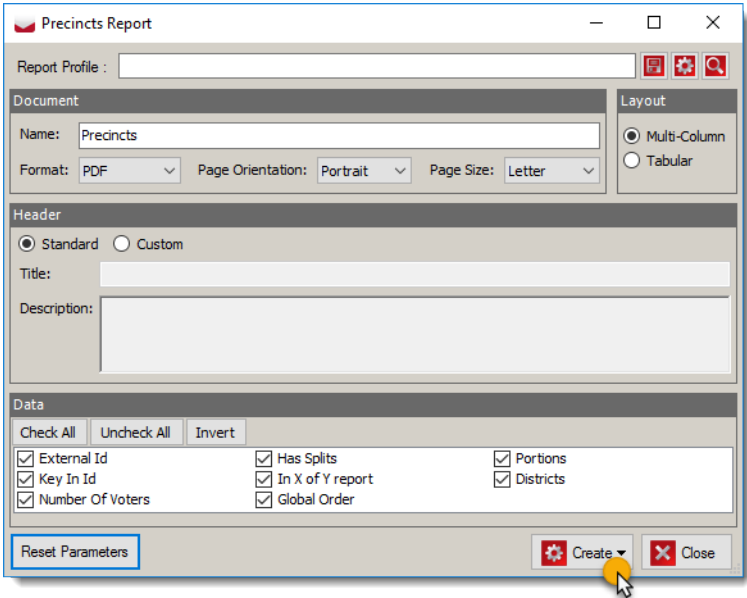 Precincts Report
Report Profile :
Document
Layout
Name: Precincts
Multi-Column
Format: PDF Page Orientation: Portrait Page Size: Letter
Tabular
Header
Standard Custom
Title:
Description:
Data
Check All Uncheck All Invert
External Id Has Splits Portions
Key In Id In X of Y report Districts
Number Of Voters Global Order
Reset Parameters Create Close